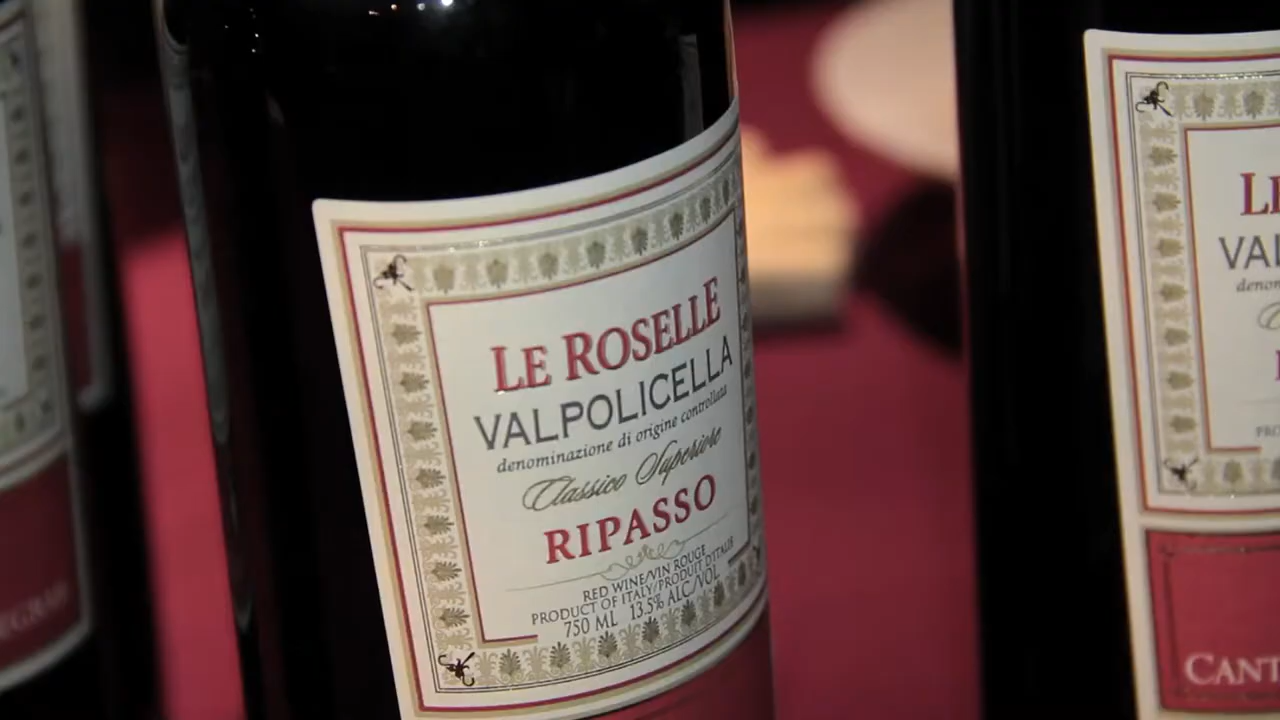 LE ROSELLE
VALPOLICELLA
denominazione di origine controllata
Classico Superiore
RIPASSO
RED WINE/VIN ROUGE
PRODUCT OF ITALY/PRODUIT D'ITALIE
750 ML 13.5% ALC/VOL
CANT